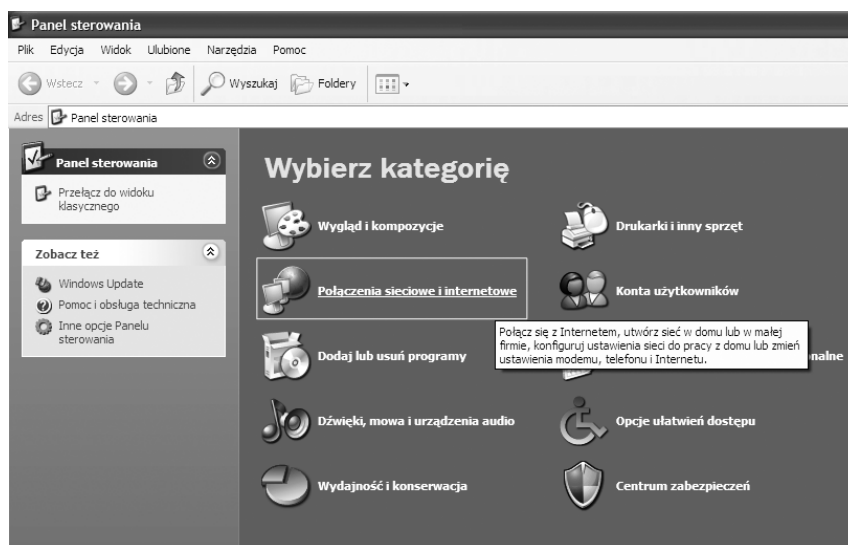 Panel sterowania
Plik Edycja Widok Ulubione Narzędzia Pomoc
Wstecz Wyszukaj Foldery
Adres Panel sterowania
Panel sterowania
Przełącz do widoku
klasycznego
Zobacz też
Windows Update
Pomoc i obsługa techniczna
Inne opcje Panelu
sterowania
Wybierz kategorię
Wygląd i kompozycje
Drukarki i inny sprzęt
Połączenia sieciowe i internetowe
Konta użytkowników
Połącz się z Internetem, utwórz sieć w domu lub w małej
firmie, konfiguruj ustawienia sieci do pracy z domu lub zmień
ustawienia modemu, telefonu i Internetu.
Dodaj lub usuń programy
onalne
Dźwięki, mowa i urządzenia audio
Opcje ułatwień dostępu
Wydajność i konserwacja
Centrum zabezpieczeń